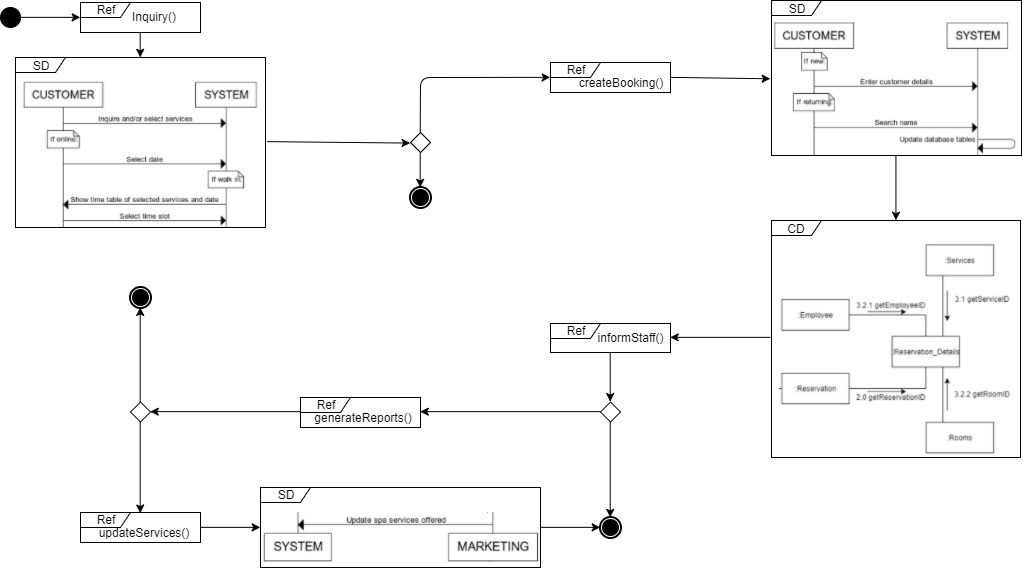 Ref
Inquiry()
SD
CUSTOMER
SYSTEM
Inquire and/or select services
If online:
Select date
If walk in:
Show time table of selected services and date
Select time slot
Ref
createBooking()
SD
CUSTOMER
SYSTEM
If new:
Enter customer details
If returning:
Search name
Update database tables
CD
:Services
3.2.1 getEmployeeID
3.1 getServiceID
:Employee
:Reservation_Details
:Reservation
2.0 getReservationID
3.2.2 getRoomID
:Rooms
Ref
informStaff()
Ref
generateReports()
Ref
updateServices()
SD
Update spa services offered
SYSTEM
MARKETING